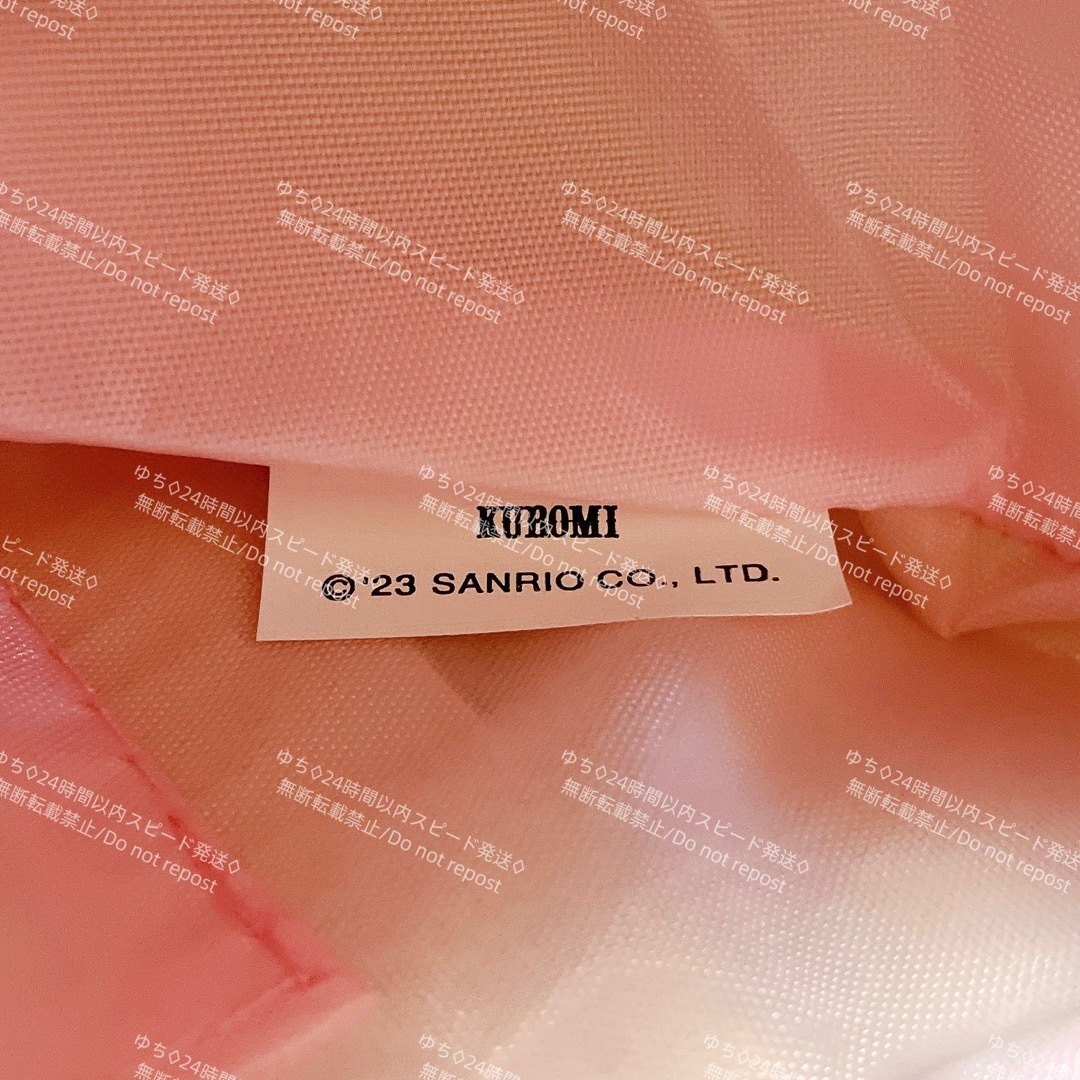 KUROMI
©'23 SANRIO CO., LTD.
ゆち◊24時間以内スピード発送◊
無断転載禁止/Do not repost